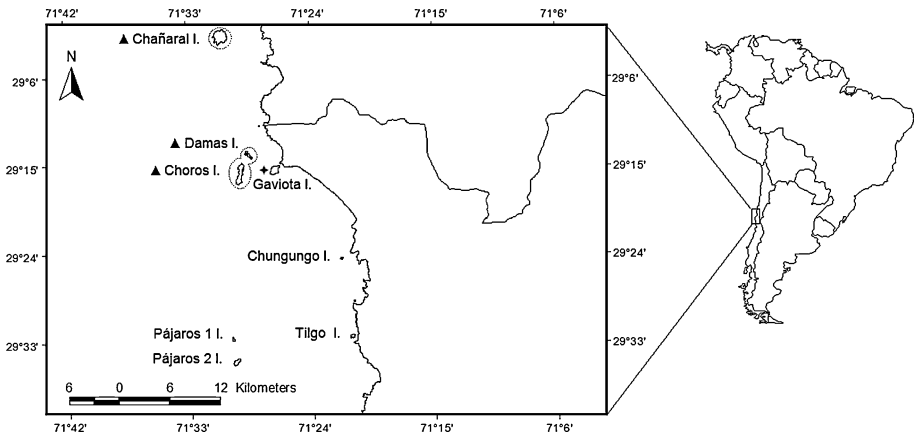 71°42' 71°33' 71°24' 71°15' 71°6'
Chañaral I.
N
29°6' 29°6'
Damas I.
29°15' Choros I. 29°15'
Gaviota I.
29°24' Chungungo I. 29°24'
Pájaros 1 I. Tilgo I.
29°33' 29°33'
Pájaros 2 I.
6 0 6 12 Kilometers
71°42' 71°33' 71°24' 71°15' 71°6'